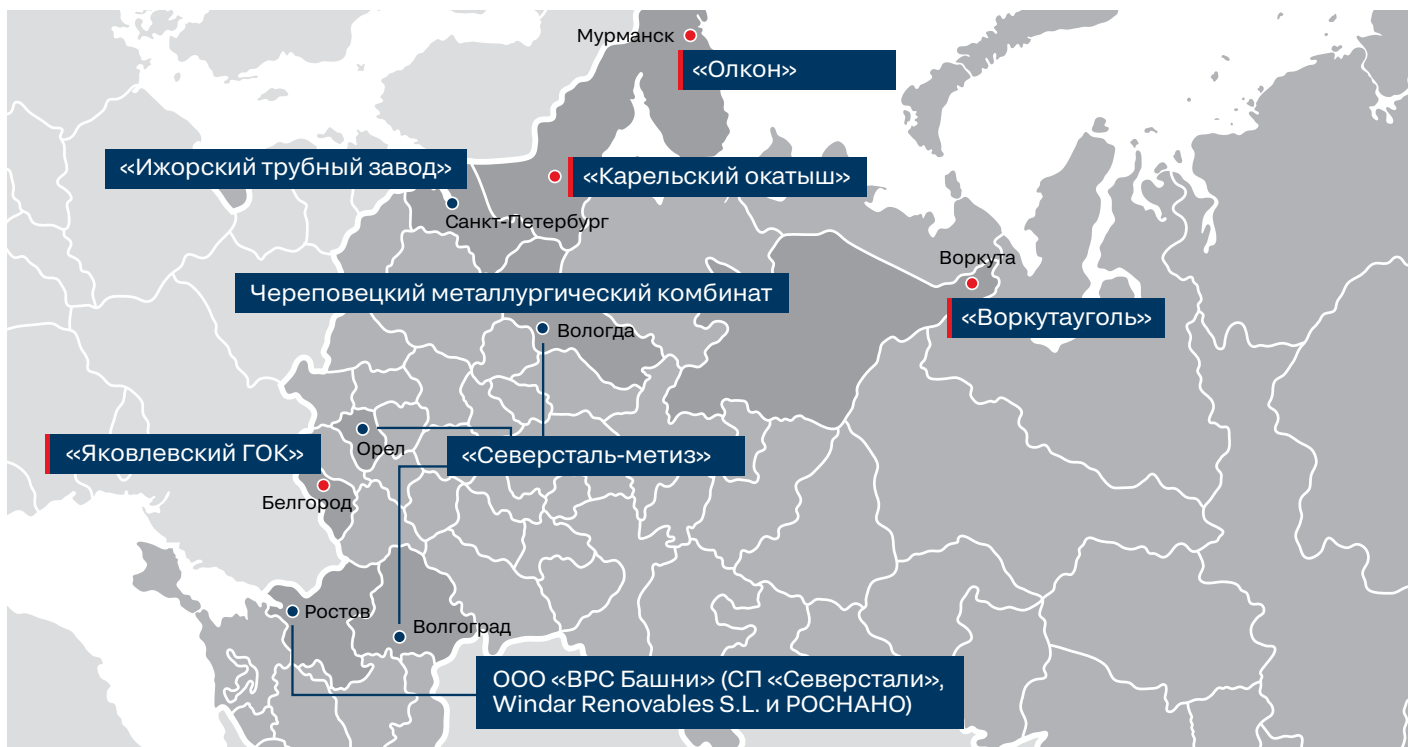 Мурманск
«Олкон»
«Ижорский трубный завод»
«Карельский окатыш»
Санкт-Петербург
Воркута
Череповецкий металлургический комбинат
«Воркутауголь»
Вологда
Орел
«Яковлевский ГОК»
«Северсталь-метиз»
Белгород
Ростов
Волгоград
ООО «ВРС Башни» (СП «Северстали»,
Windar Renovables S.L. и РОСНАНО)